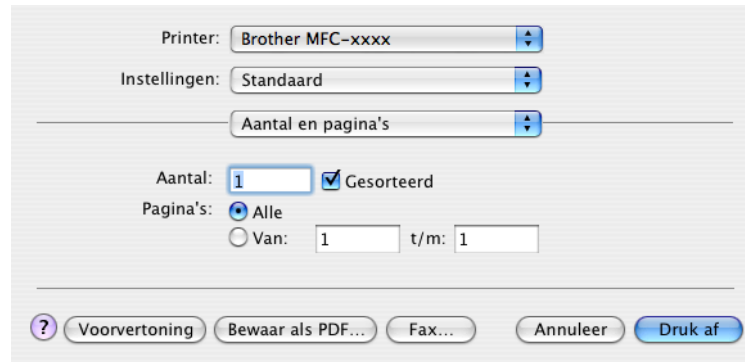 Printer: Brother MFC-xxxx
Instellingen: Standaard
Aantal en pagina's
Aantal: 1 Gesorteerd
Pagina's: Alle
Van: 1 t/m: 1
? Voorvertoning Bewaar als PDF... Fax... Annuleer Druk af